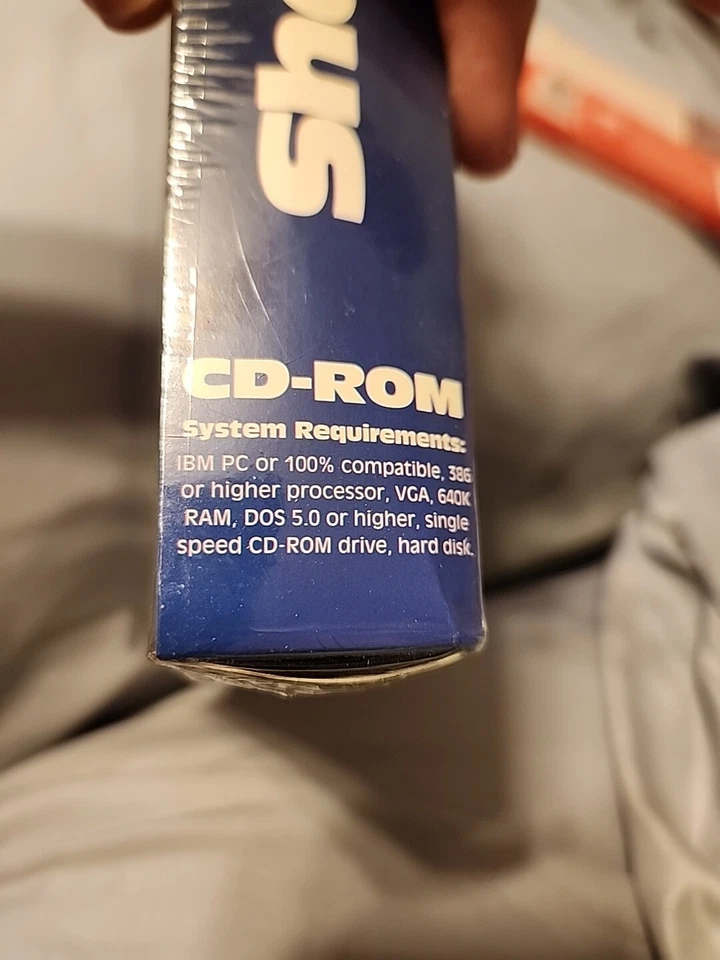 Sh
CD-ROM
System Requirements:
IBM PC or 100% compatible, 386
or higher processor, VGA, 640K
RAM, DOS 5.0 or higher, single
speed CD-ROM drive, hard disk.